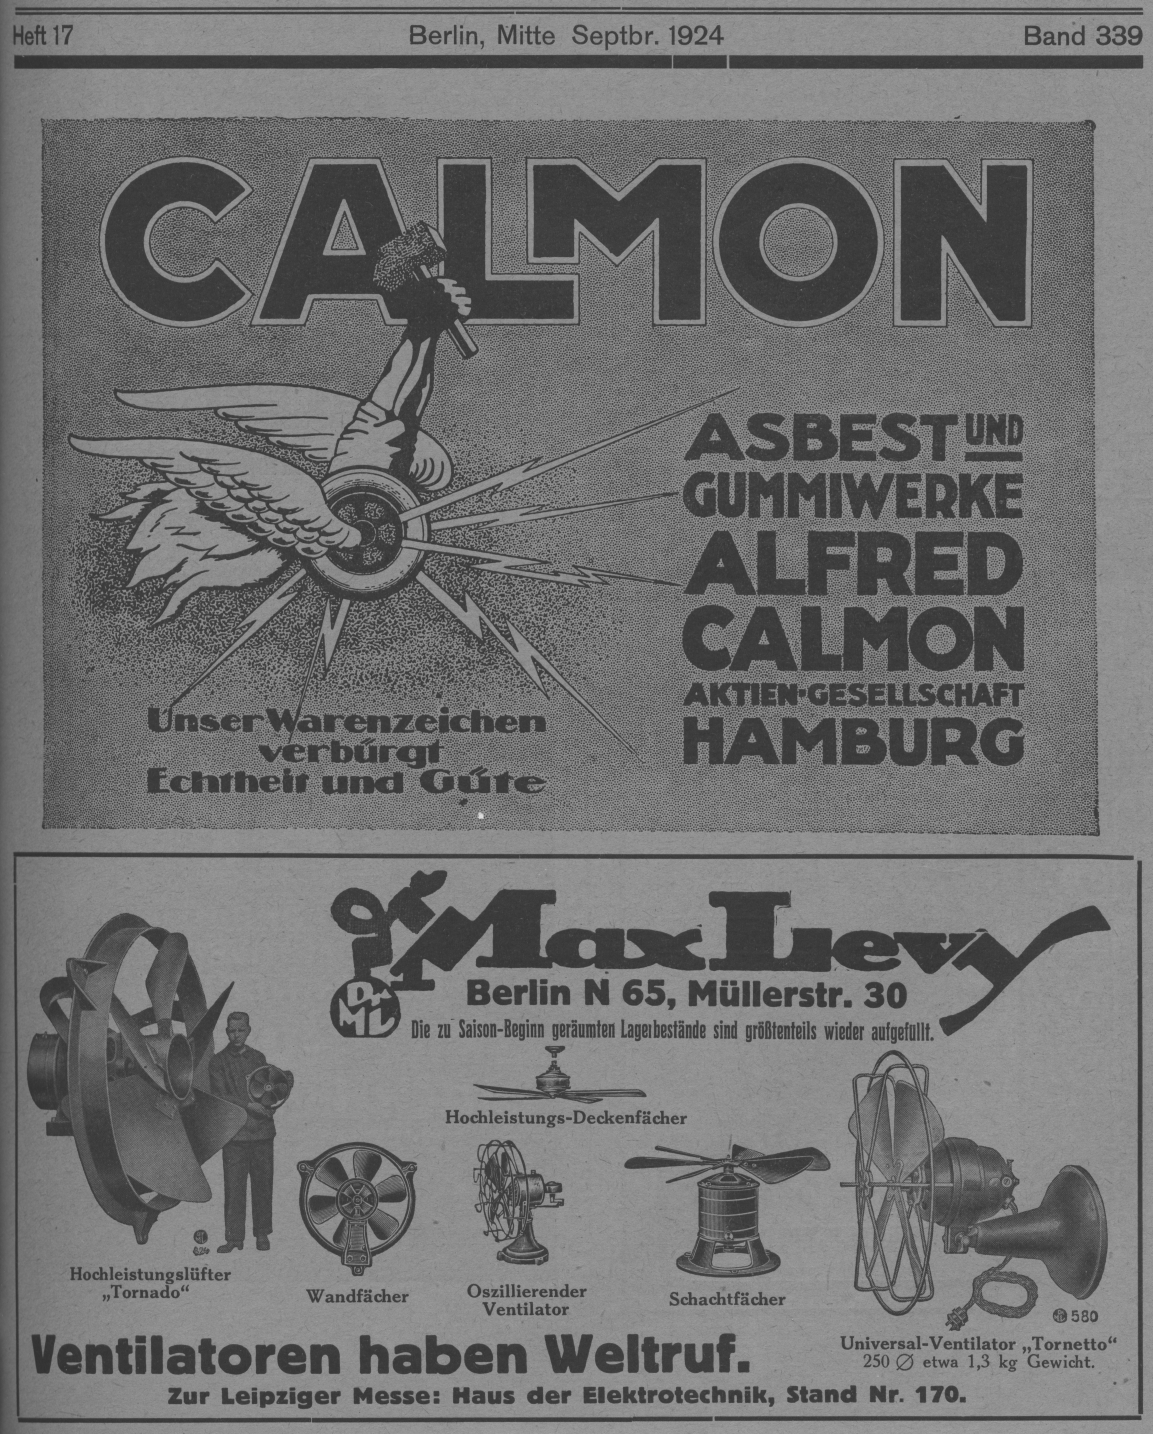 Heft 17 Berlin, Mitte Septbr. 1924 Band 339
CALMON
ASBEST UND
GUMMIWERKE
ALFRED
CALMON
AKTIEN-GESELLSCHAFT
HAMBURG
Unser Warenzeichen
verbürgt
Echtheit und Güte
Max Levy
DR
ML
Berlin N 65, Müllerstr. 30
Die zu Saison-Beginn geräumten Lagerbestände sind größtenteils wieder aufgefüllt.
Hochleistungs-Deckenfächer
Hochleistungslüfter
„Tornado“
Wandfächer
Oszillierender
Ventilator
Schachtfächer
580
Universal-Ventilator „Tornetto“
250 ∅ etwa 1,3 kg Gewicht.
Ventilatoren haben Weltruf.
Zur Leipziger Messe: Haus der Elektrotechnik, Stand Nr. 170.